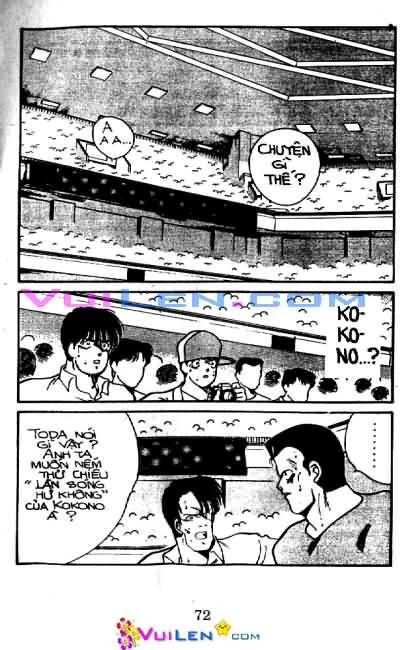 A
AA...
CHUYỆN
GÌ
THẾ?
VUILEN.COM
KO-
KO-
NO...?
TODA NÓI
GÌ VẬY?
ANH TA
MUỐN NẾM
THỬ CHIÊU
"LÀN SÓNG
HƯ KHÔNG"
CỦA KOKONO
À?
........
72
VUILEN.COM